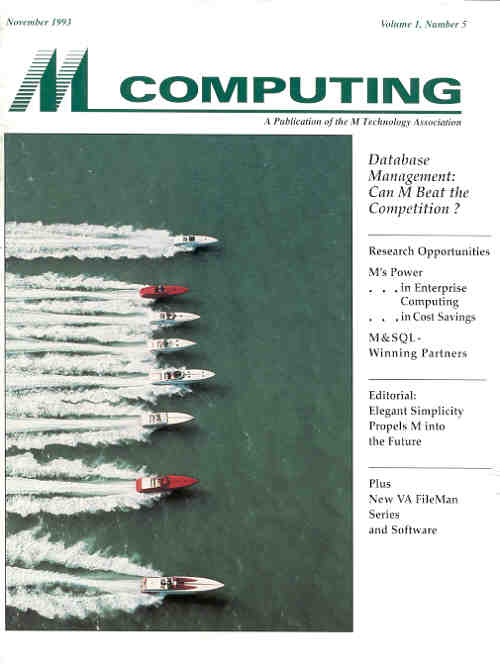 November 1993
Volume 1, Number 5
M COMPUTING
A Publication of the M Technology Association
Database
Management:
Can M Beat the
Competition ?
Research Opportunities
M's Power
. . . in Enterprise
Computing
. . . in Cost Savings
M&SQL-
Winning Partners
Editorial:
Elegant Simplicity
Propels M into
the Future
Plus
New VA FileMan
Series
and Software